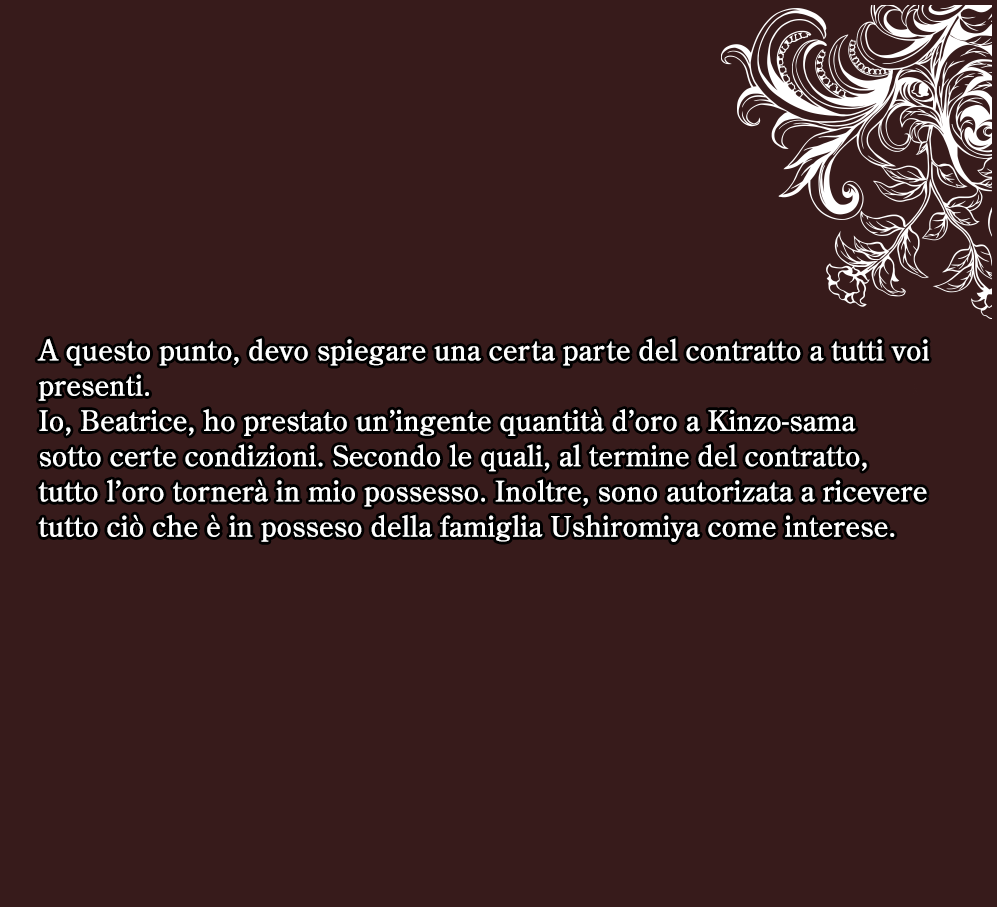 A questo punto, devo spiegare una certa parte del contratto a tutti voi
presenti.
Io, Beatrice, ho prestato un’ingente quantità d’oro a Kinzo-sama
sotto certe condizioni. Secondo le quali, al termine del contratto,
tutto l’oro tornerà in mio possesso. Inoltre, sono autorizata a ricevere
tutto ciò che è in posseso della famiglia Ushiromiya come interese.